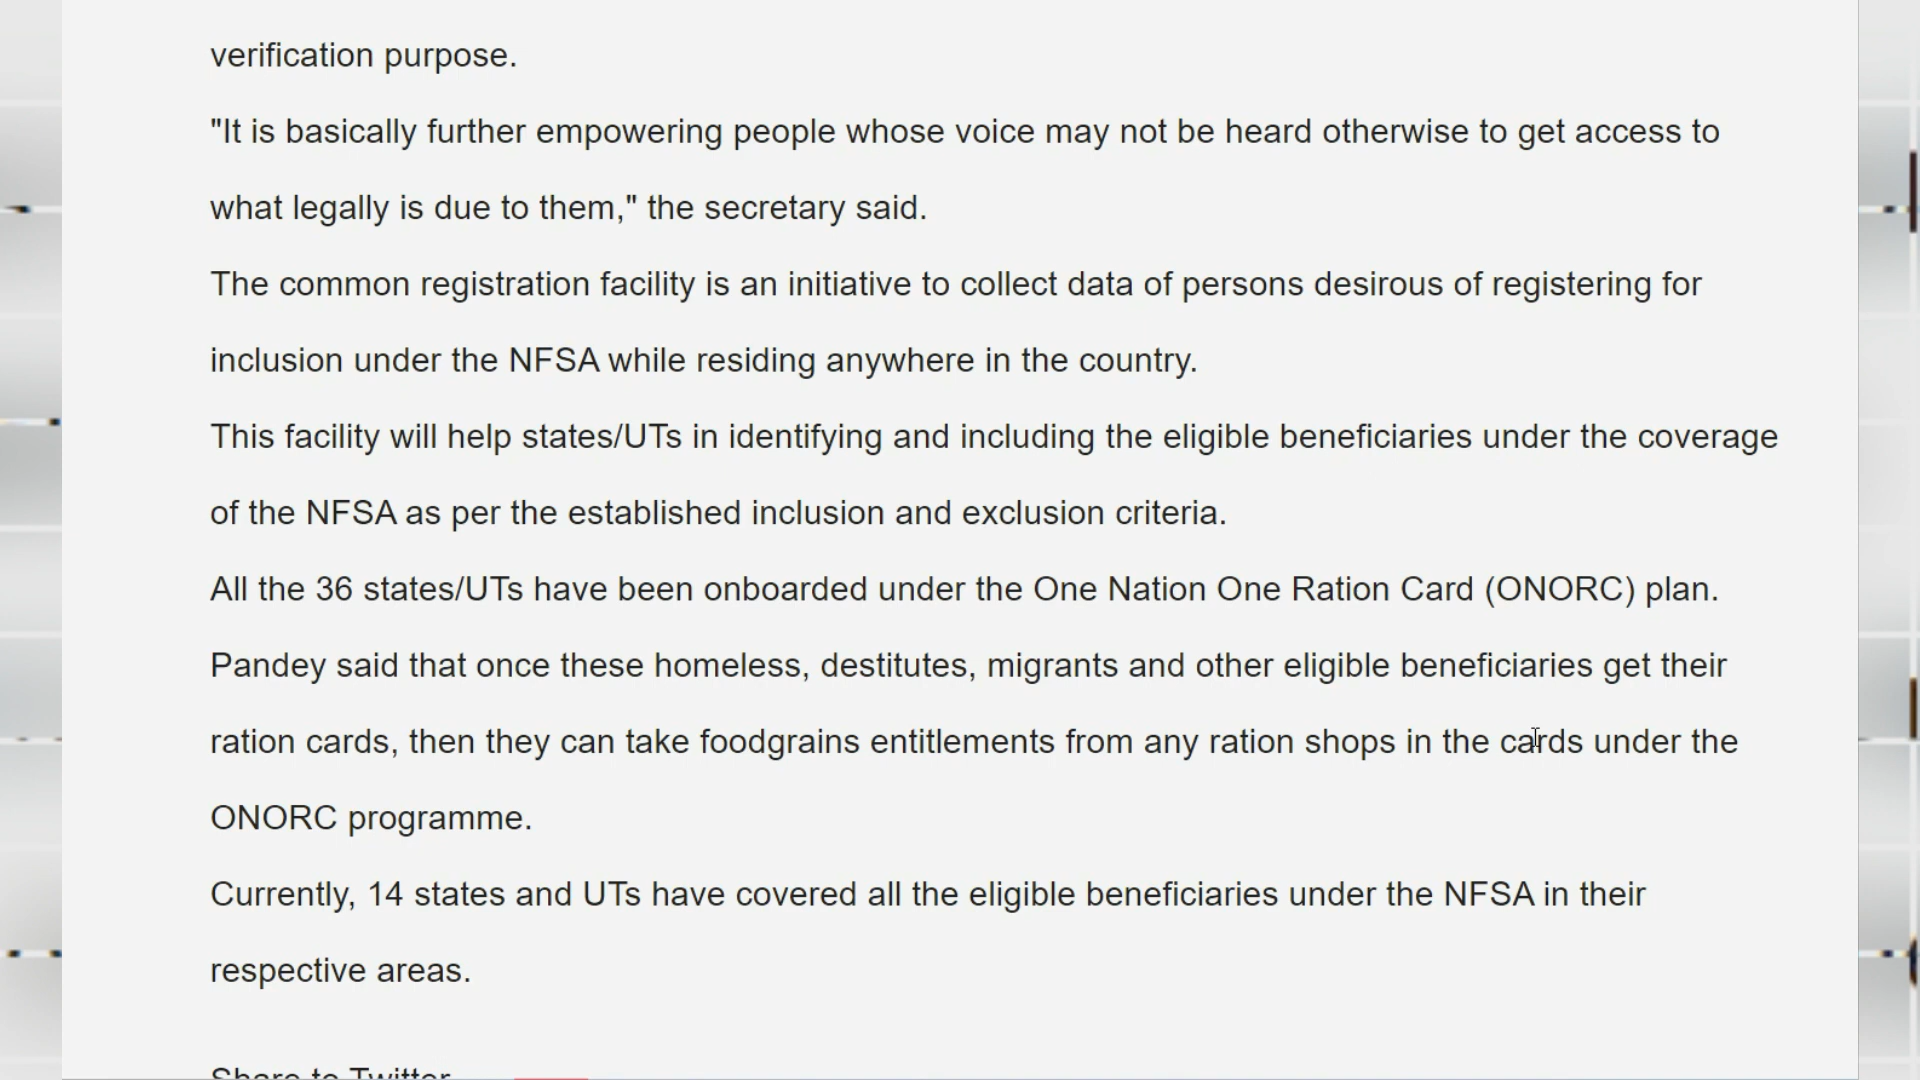 verification purpose.
"It is basically further empowering people whose voice may not be heard otherwise to get access to
what legally is due to them," the secretary said.
The common registration facility is an initiative to collect data of persons desirous of registering for
inclusion under the NFSA while residing anywhere in the country.
This facility will help states/UTs in identifying and including the eligible beneficiaries under the coverage
of the NFSA as per the established inclusion and exclusion criteria.
All the 36 states/UTs have been onboarded under the One Nation One Ration Card (ONORC) plan.
Pandey said that once these homeless, destitutes, migrants and other eligible beneficiaries get their
ration cards, then they can take foodgrains entitlements from any ration shops in the cards under the
ONORC programme.
Currently, 14 states and UTs have covered all the eligible beneficiaries under the NFSA in their
respective areas.
Share to Twitter